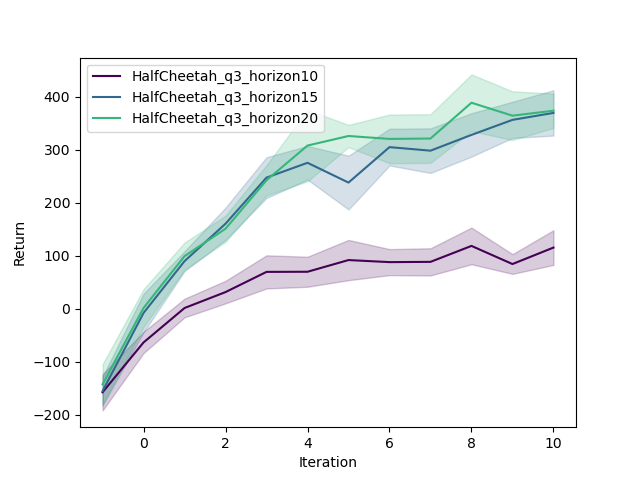 HalfCheetah_q3_horizon10
HalfCheetah_q3_horizon15
HalfCheetah_q3_horizon20
400
300
200
100
0
−100
−200
Return
0 2 4 6 8 10
Iteration